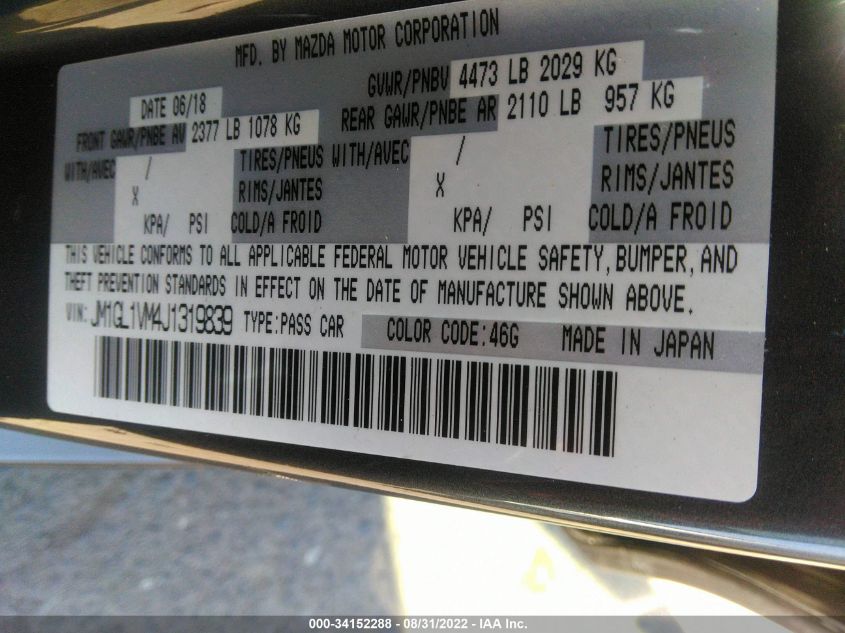 MFD. BY MAZDA MOTOR CORPORATION
GVWR/PNBV 4473 LB 2029 KG
DATE 06/18
FRONT GAWR/PNBE AV 2377 LB 1078 KG REAR GAWR/PNBE AR 2110 LB 957 KG
WITH/AVEC / TIRES/PNEUS WITH/AVEC / TIRES/PNEUS
X RIMS/JANTES X RIMS/JANTES
KPA/ PSI COLD/A FROID KPA/ PSI COLD/A FROID
THIS VEHICLE CONFORMS TO ALL APPLICABLE FEDERAL MOTOR VEHICLE SAFETY, BUMPER, AND
THEFT PREVENTION STANDARDS IN EFFECT ON THE DATE OF MANUFACTURE SHOWN ABOVE.
VIN: JM1GL1VM4J1319839 TYPE:PASS CAR COLOR CODE:46G MADE IN JAPAN
000-34152288 - 08/31/2022 - IAA Inc.